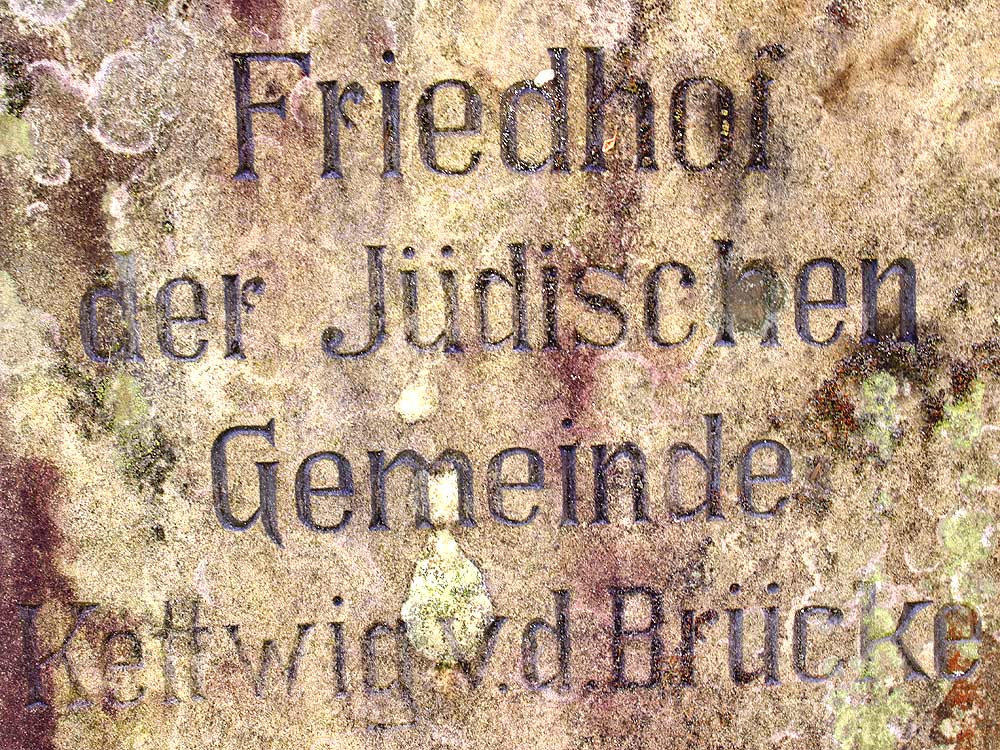 Friedhof
der Jüdischen
Gemeinde
Kettwig v.d.Brücke